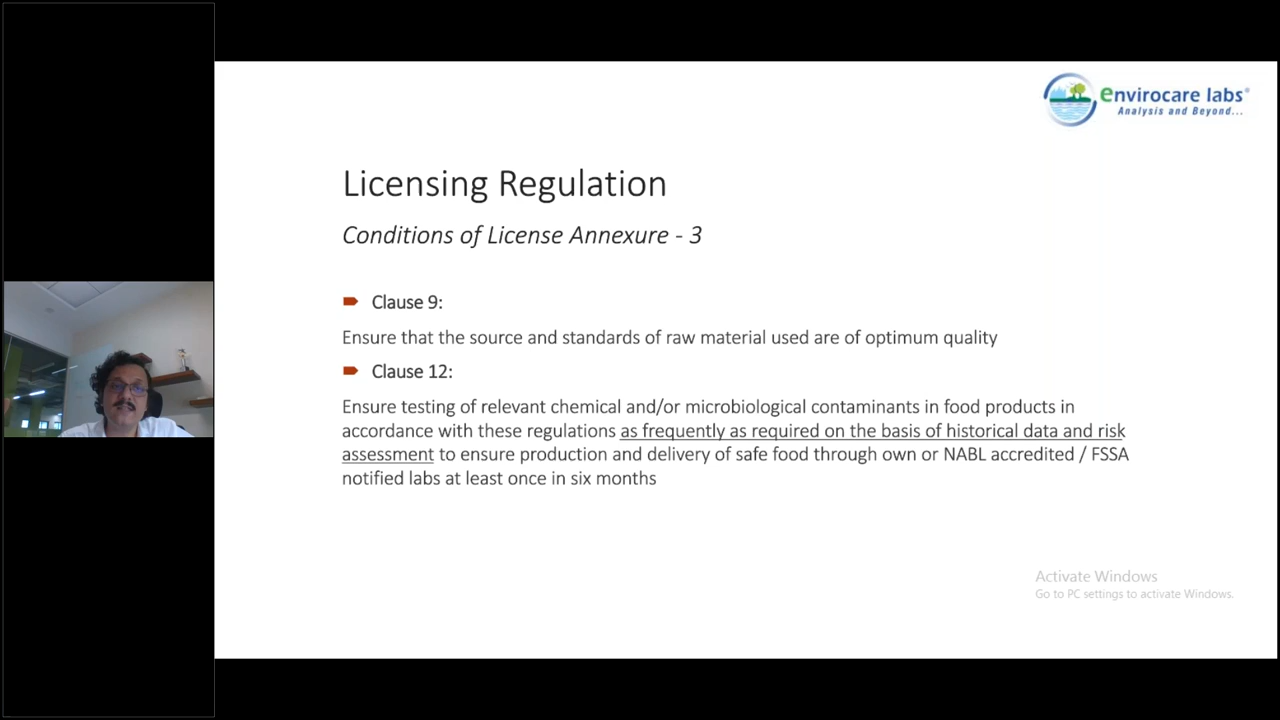 envirocare labs®
Analysis and Beyond...
Licensing Regulation
Conditions of License Annexure - 3
Clause 9:
Ensure that the source and standards of raw material used are of optimum quality
Clause 12:
Ensure testing of relevant chemical and/or microbiological contaminants in food products in
accordance with these regulations as frequently as required on the basis of historical data and risk
assessment to ensure production and delivery of safe food through own or NABL accredited / FSSA
notified labs at least once in six months
Activate Windows
Go to PC settings to activate Windows.